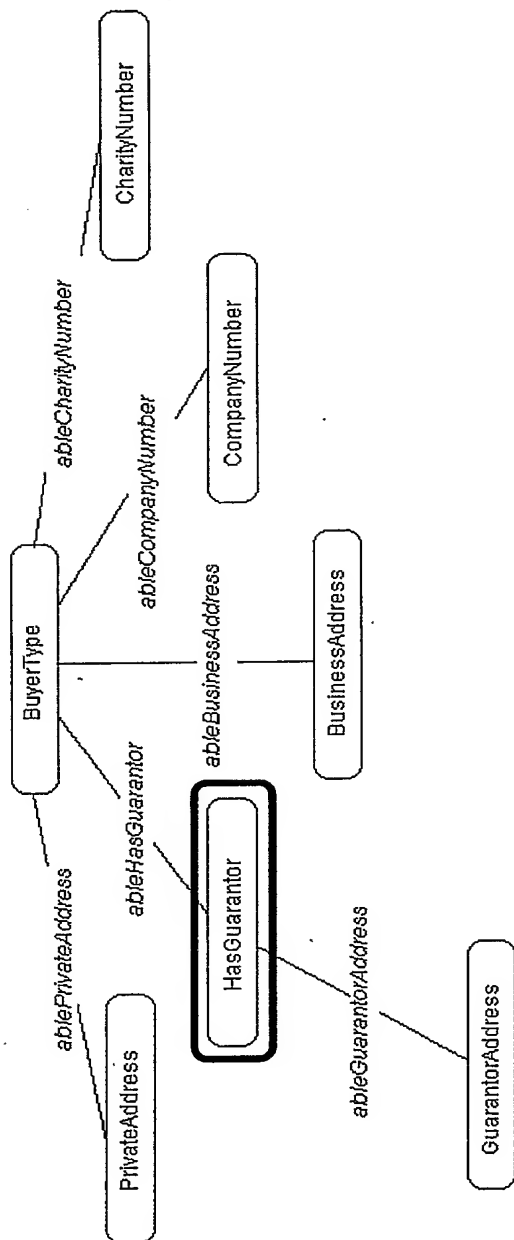 BuyerType
ablePrivateAddress
ableHasGuarantor
ableBusinessAddress
ableCompanyNumber
ableCharityNumber
PrivateAddress
HasGuarantor
BusinessAddress
CompanyNumber
CharityNumber
ableGuarantorAddress
GuarantorAddress